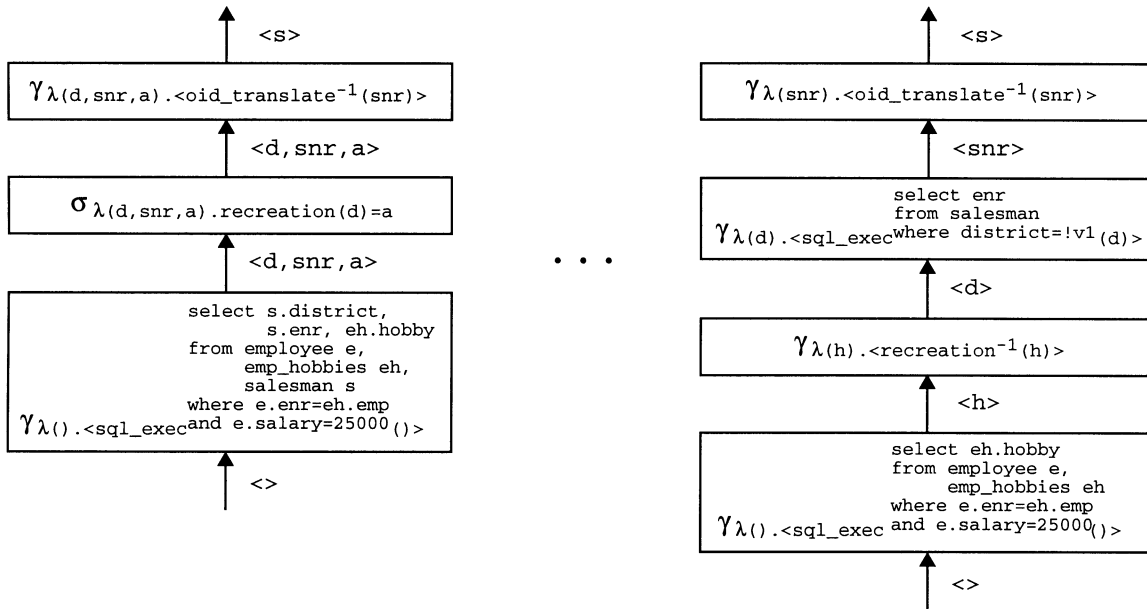 <s>
γλ(d,snr,a).<oid_translate⁻¹(snr)>
<d,snr,a>
σλ(d,snr,a).recreation(d)=a
<d,snr,a>
select s.district,
s.enr, eh.hobby
from employee e,
emp_hobbies eh,
salesman s
where e.enr=eh.emp
γλ().<sql_exec and e.salary=25000 ()>
<>
. . .
<s>
γλ(snr).<oid_translate⁻¹(snr)>
<snr>
select enr
from salesman
γλ(d).<sql_exec where district=!v1 (d)>
<d>
γλ(h).<recreation⁻¹(h)>
<h>
select eh.hobby
from employee e,
emp_hobbies eh
where e.enr=eh.emp
γλ().<sql_exec and e.salary=25000 ()>
<>